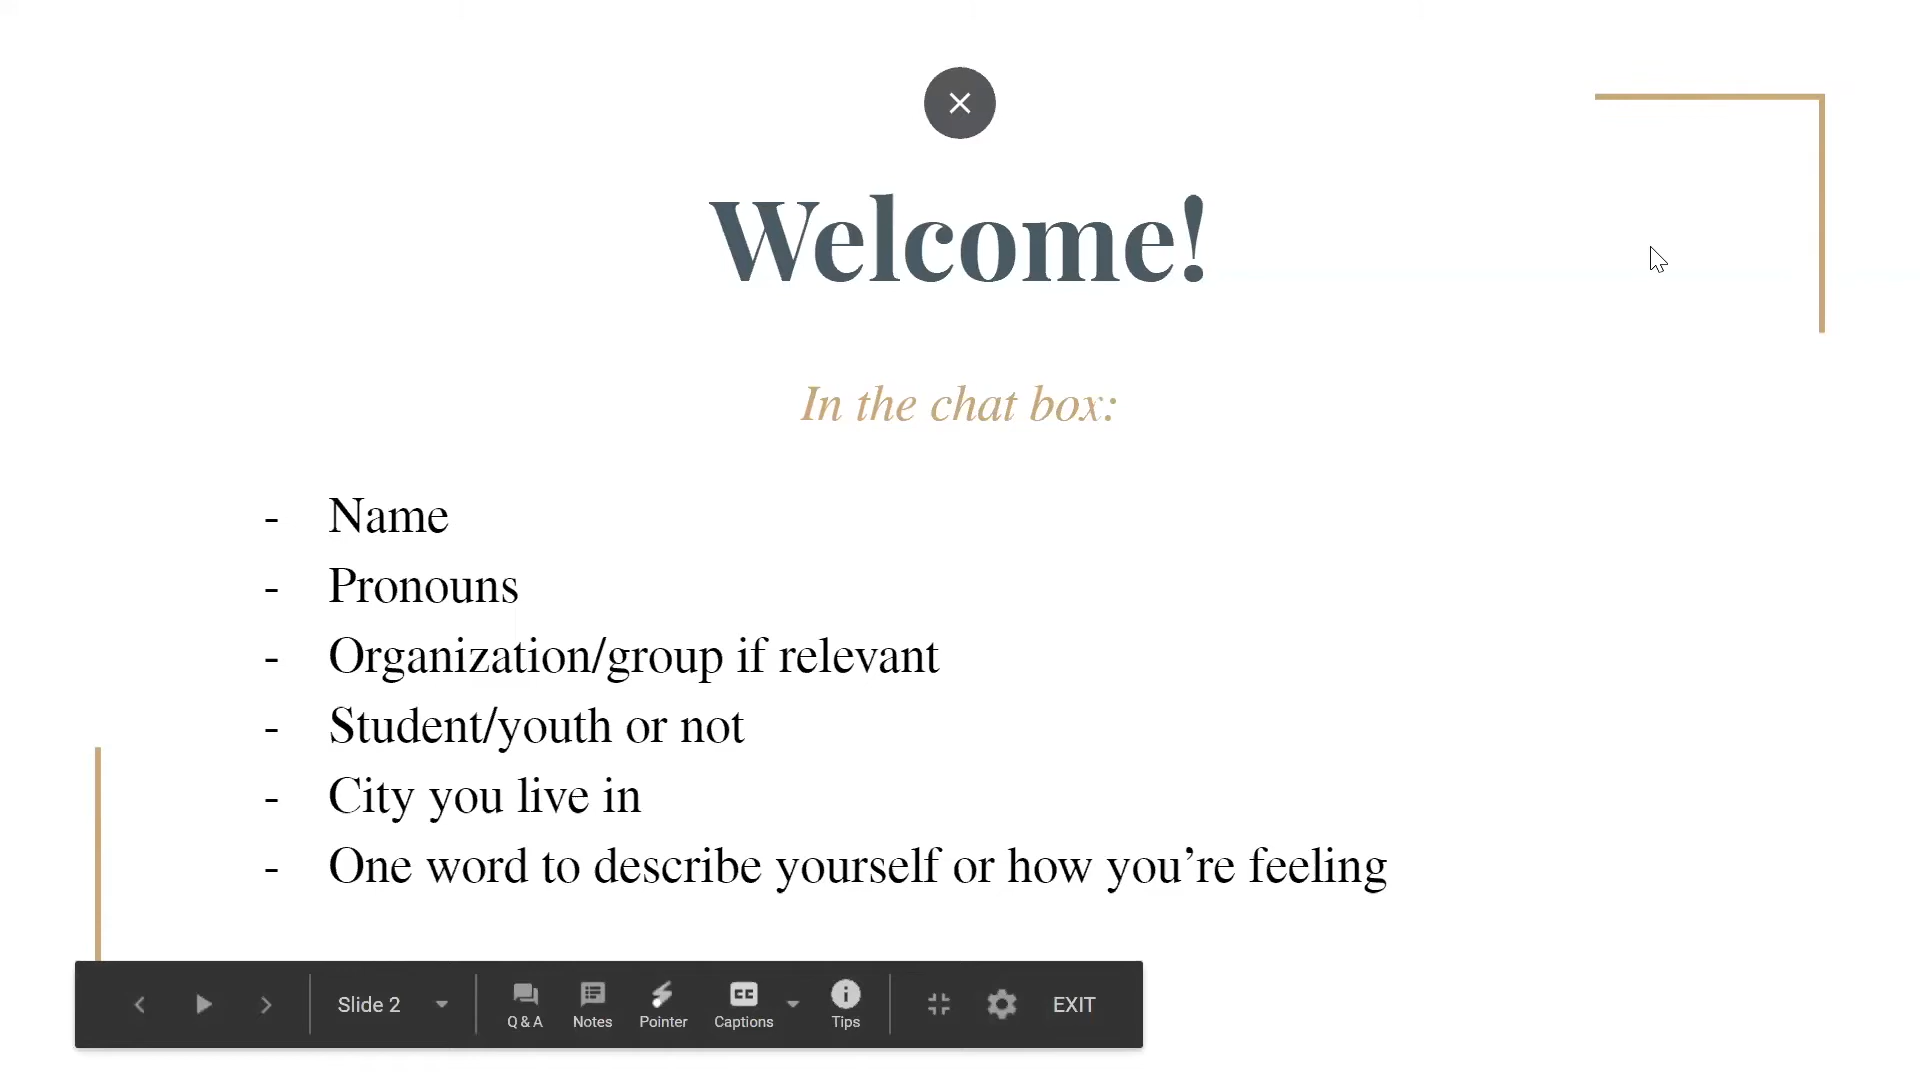 Welcome!
In the chat box:
- Name
- Pronouns
- Organization/group if relevant
- Student/youth or not
- City you live in
- One word to describe yourself or how you’re feeling
Slide 2
Q & A
Notes
Pointer
Captions
Tips
EXIT